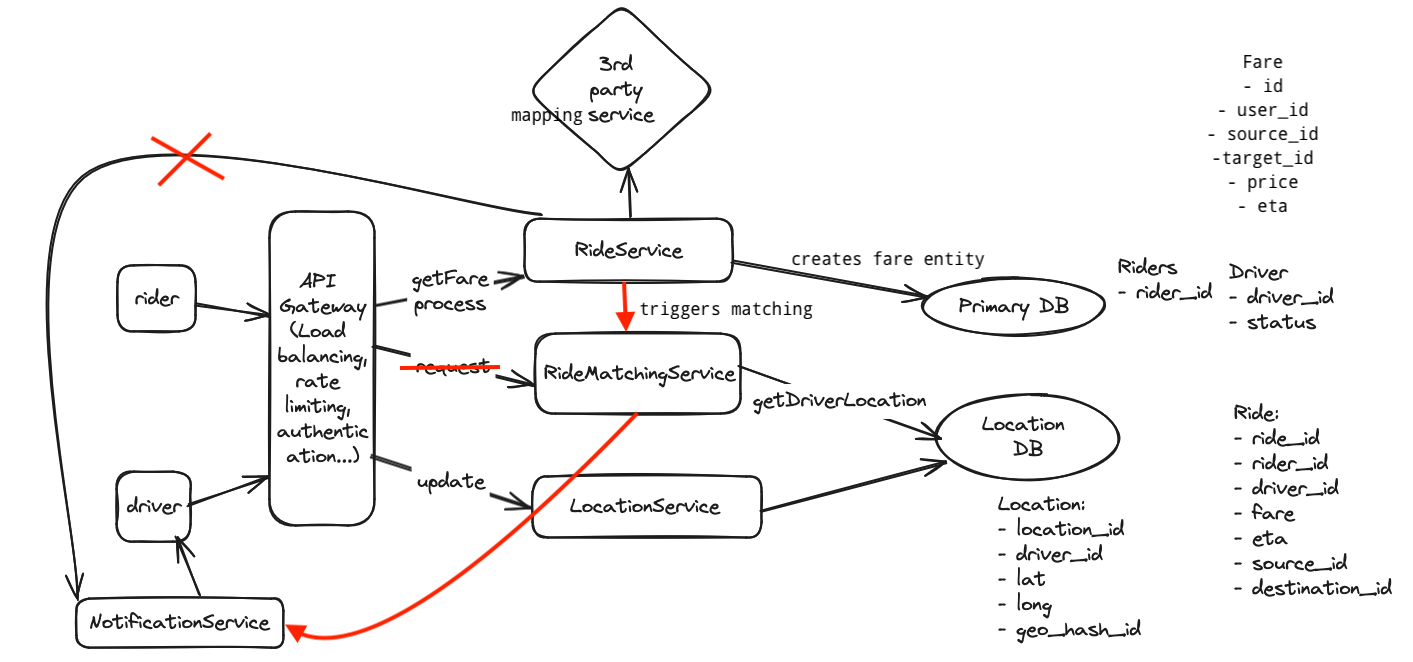 3rd
party
mapping service
Fare
- id
- user_id
- source_id
-target_id
- price
- eta
RideService
creates fare entity
Riders
- rider_id
Driver
- driver_id
- status
rider
API
Gateway
(Load
balancing,
rate
limiting,
authentic
ation...)
getFare
process
triggers matching
Primary DB
request
RideMatchingService
getDriverLocation
Location
DB
Ride:
- ride_id
- rider_id
- driver_id
- fare
- eta
- source_id
- destination_id
driver
update
LocationService
Location:
- location_id
- driver_id
- lat
- long
- geo_hash_id
NotificationService